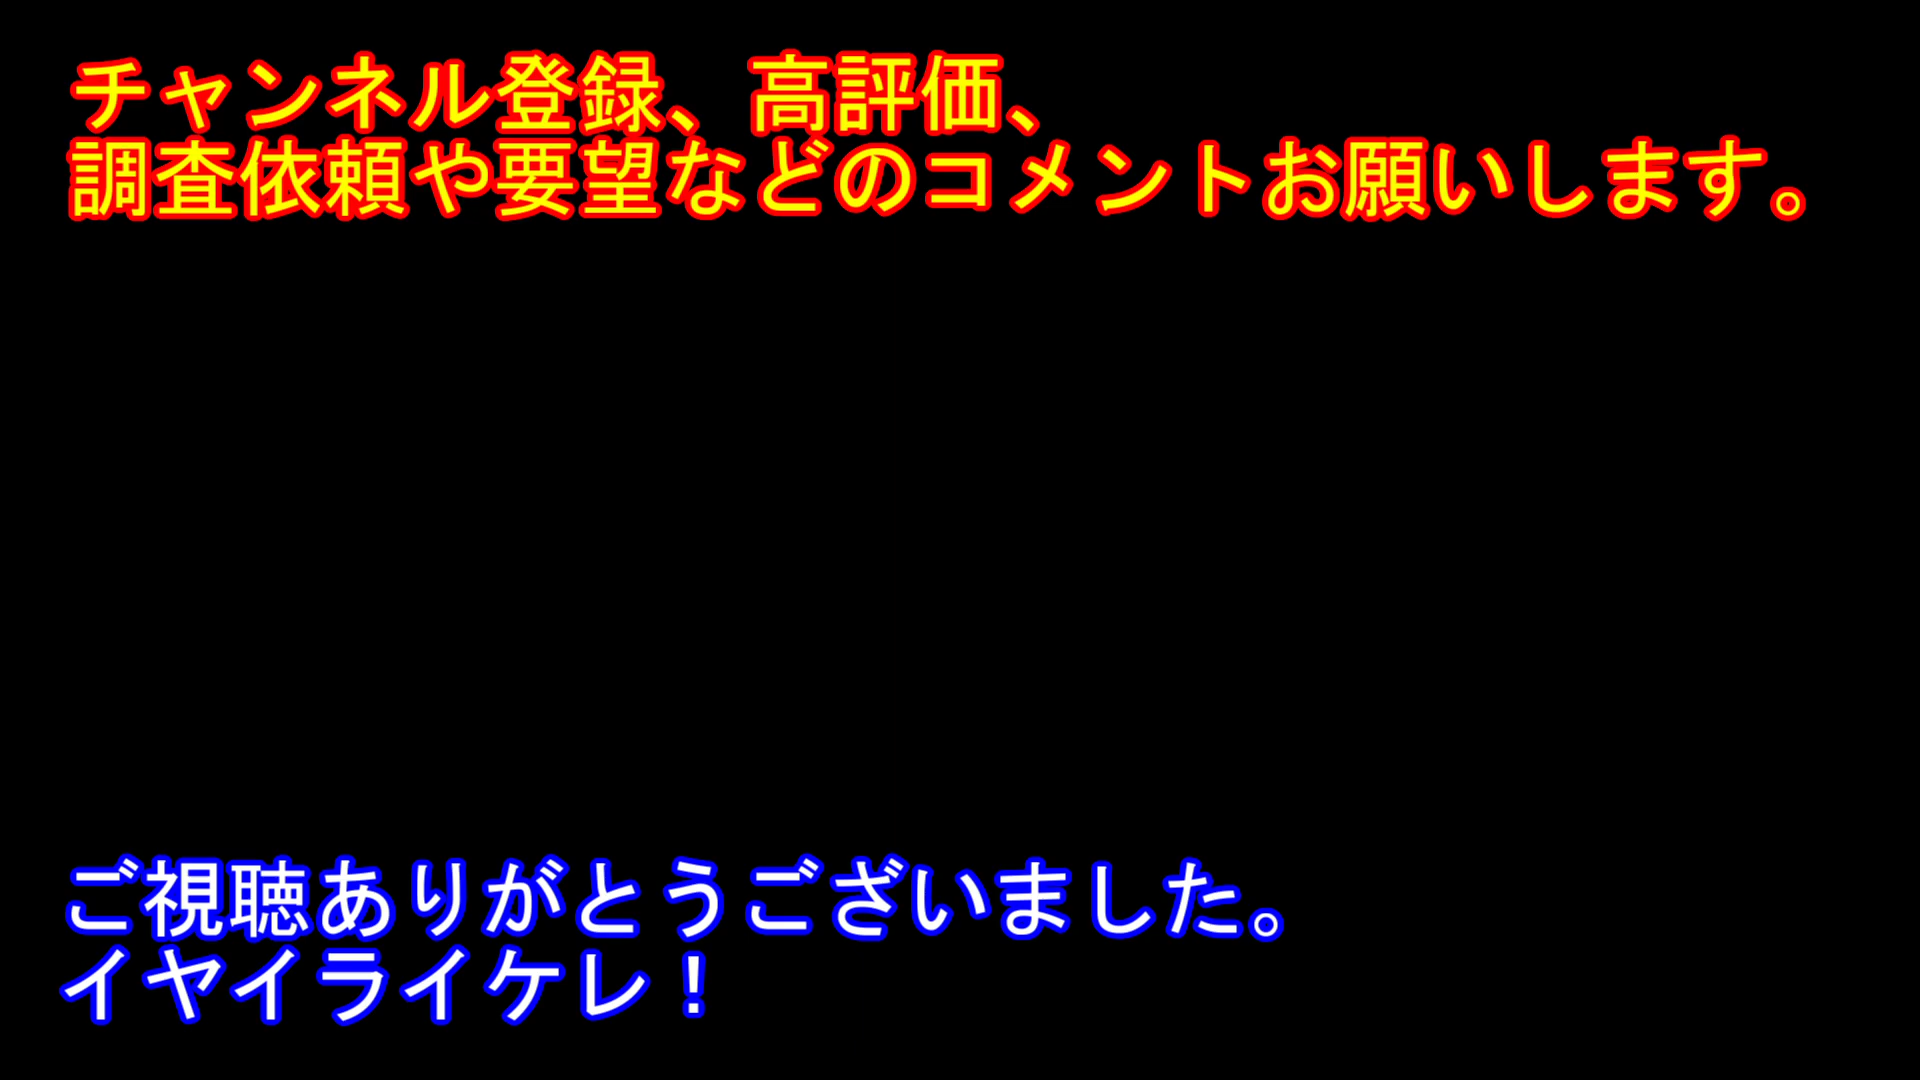 チャンネル登録、高評価、
調査依頼や要望などのコメントお願いします。
ご視聴ありがとうございました。
イヤイライケレ！